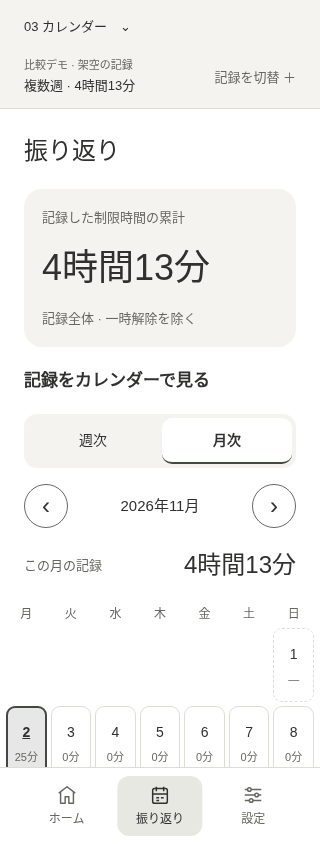 03 カレンダー
比較デモ · 架空の記録
複数週 · 4時間13分
記録を切替 ＋
振り返り
記録した制限時間の累計
4時間13分
記録全体 · 一時解除を除く
記録をカレンダーで見る
週次 月次
‹ 2026年11月 ›
この月の記録 4時間13分
月 火 水 木 金 土 日
1
—
2 3 4 5 6 7 8
25分 0分 0分 0分 0分 0分 0分
ホーム 振り返り 設定